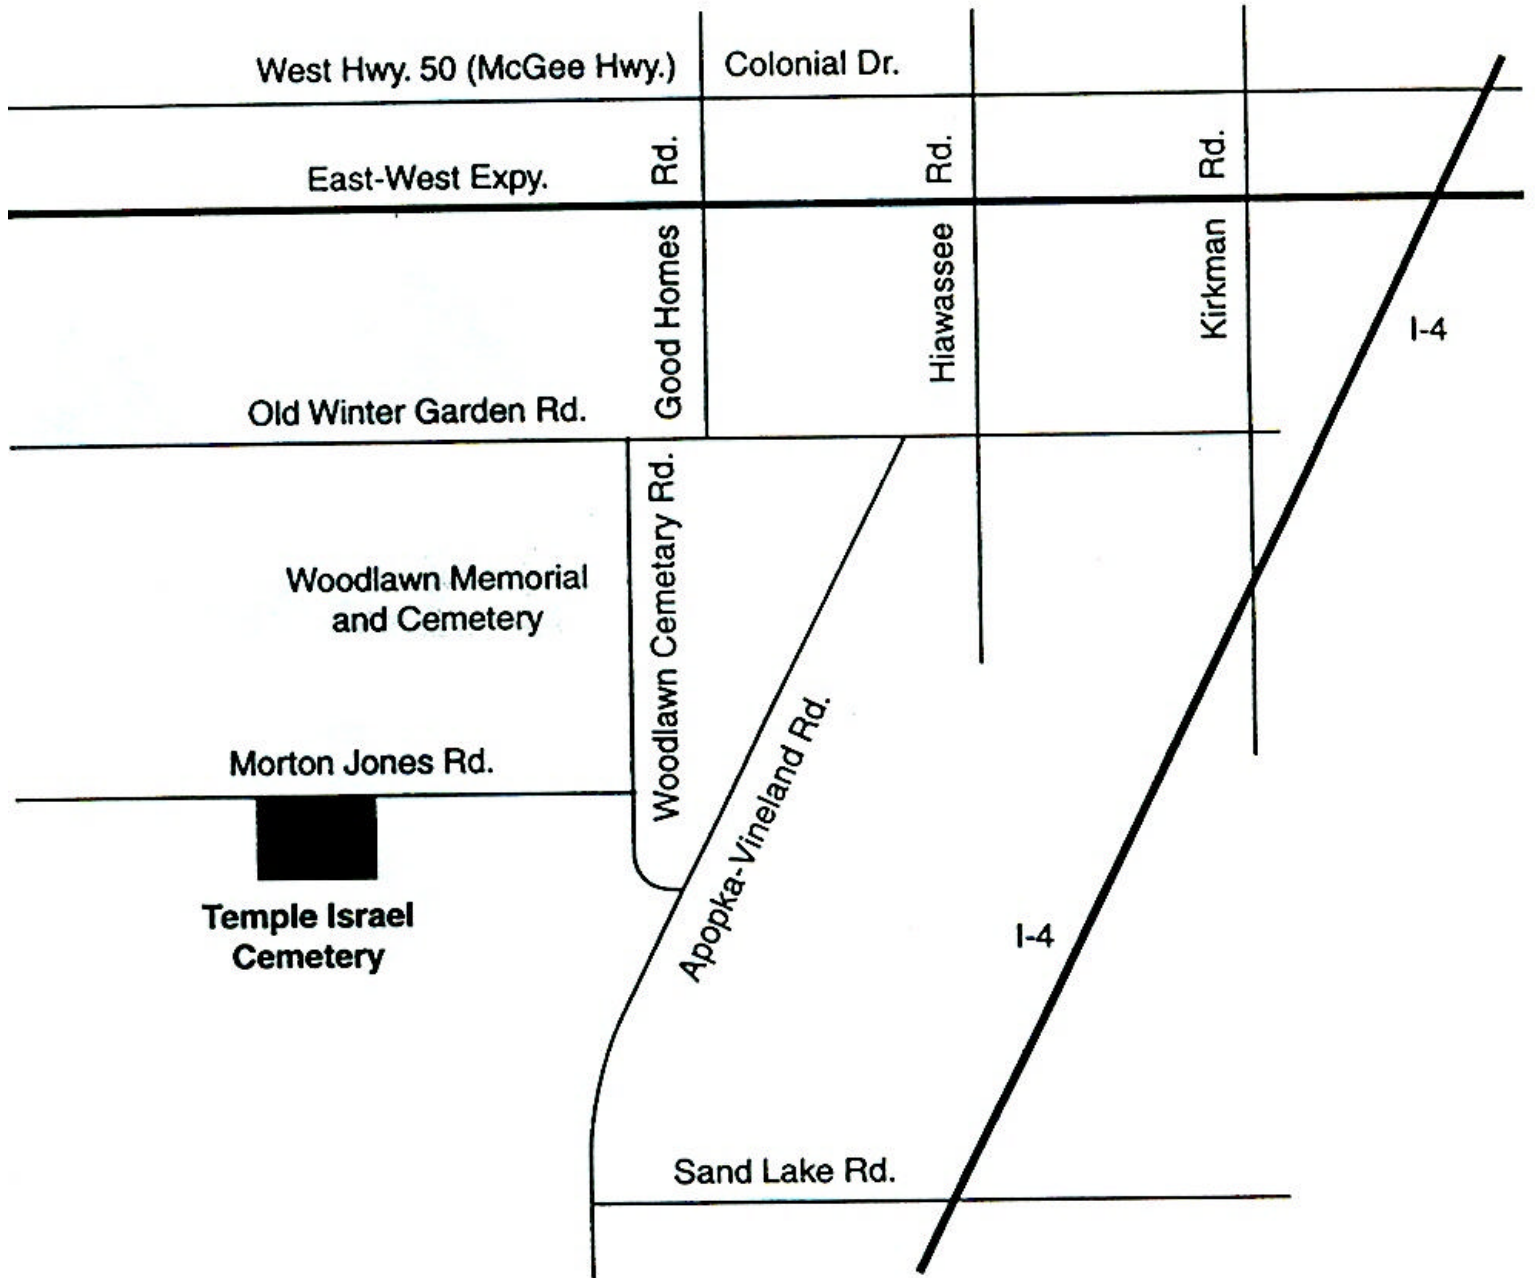 West Hwy. 50 (McGee Hwy.)
Colonial Dr.
East-West Expy.
Good Homes Rd.
Hiawassee Rd.
Kirkman Rd.
I-4
Old Winter Garden Rd.
Woodlawn Cemetary Rd.
Woodlawn Memorial
and Cemetery
Apopka-Vineland Rd.
Morton Jones Rd.
Temple Israel
Cemetery
I-4
Sand Lake Rd.